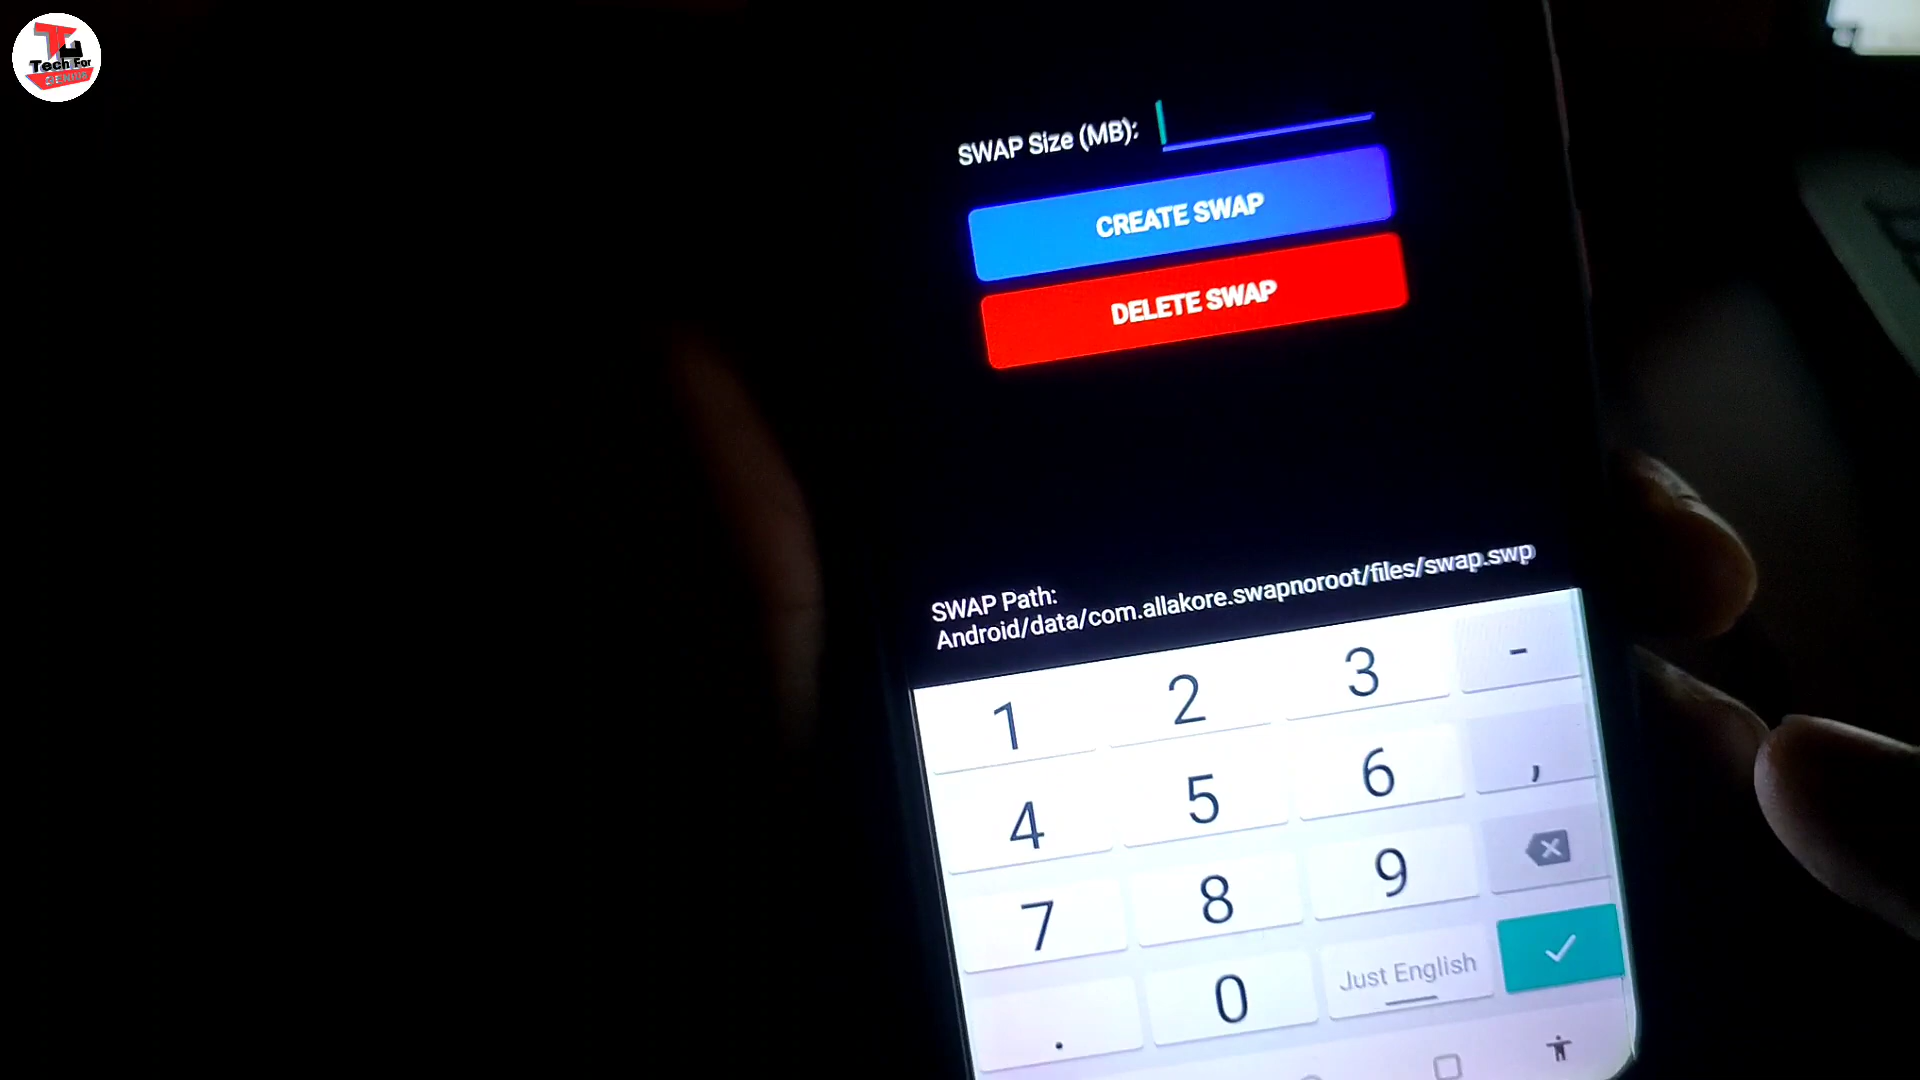 Tech For
GENIUS
SWAP Size (MB):
CREATE SWAP
DELETE SWAP
SWAP Path:
Android/data/com.allakore.swapnoroot/files/swap.swp
1 2 3 -
4 5 6 ,
7 8 9
. 0 Just English